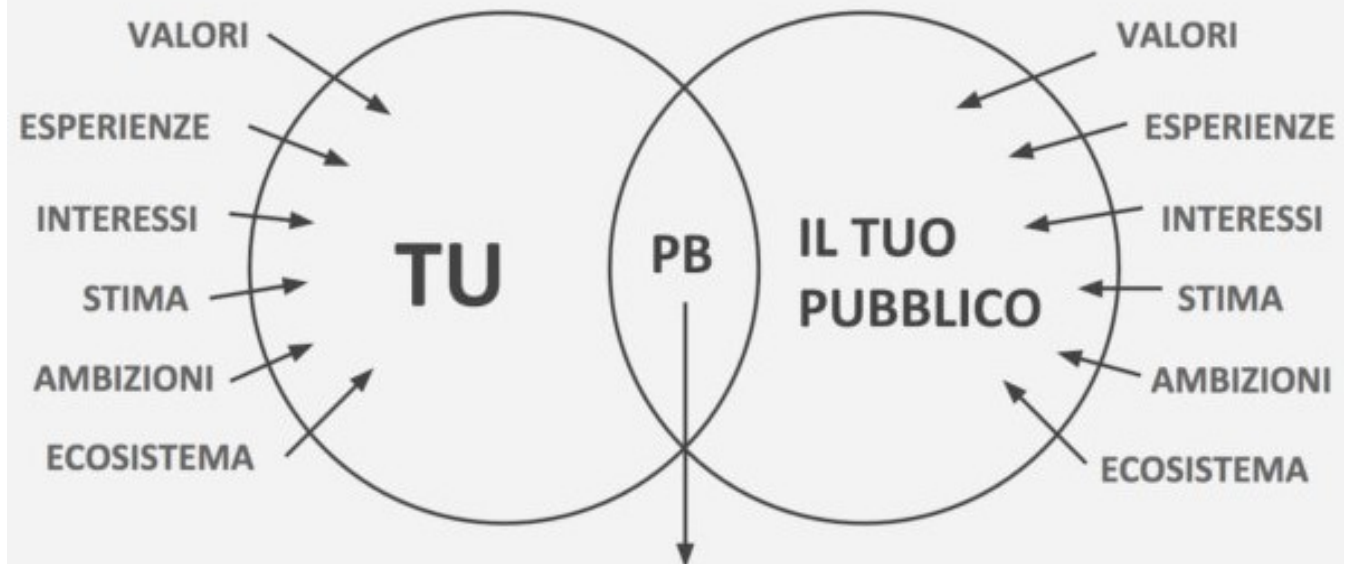 VALORI
ESPERIENZE
INTERESSI
STIMA
AMBIZIONI
ECOSISTEMA
TU
PB
IL TUO
PUBBLICO
VALORI
ESPERIENZE
INTERESSI
STIMA
AMBIZIONI
ECOSISTEMA